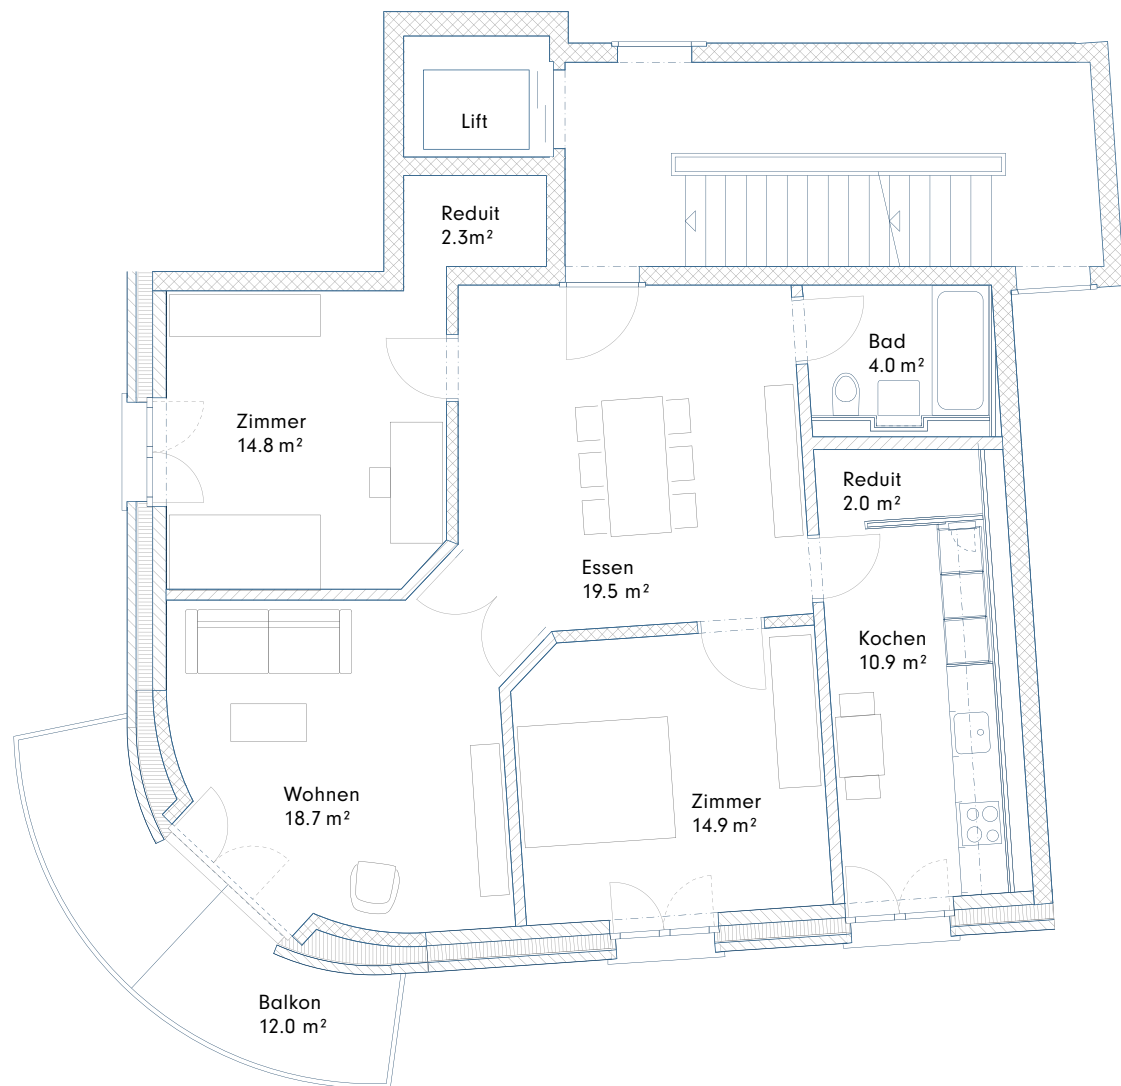 Lift
Reduit
2.3m²
Bad
4.0 m²
Zimmer
14.8 m²
Reduit
2.0 m²
Essen
19.5 m²
Kochen
10.9 m²
Wohnen
18.7 m²
Zimmer
14.9 m²
Balkon
12.0 m²